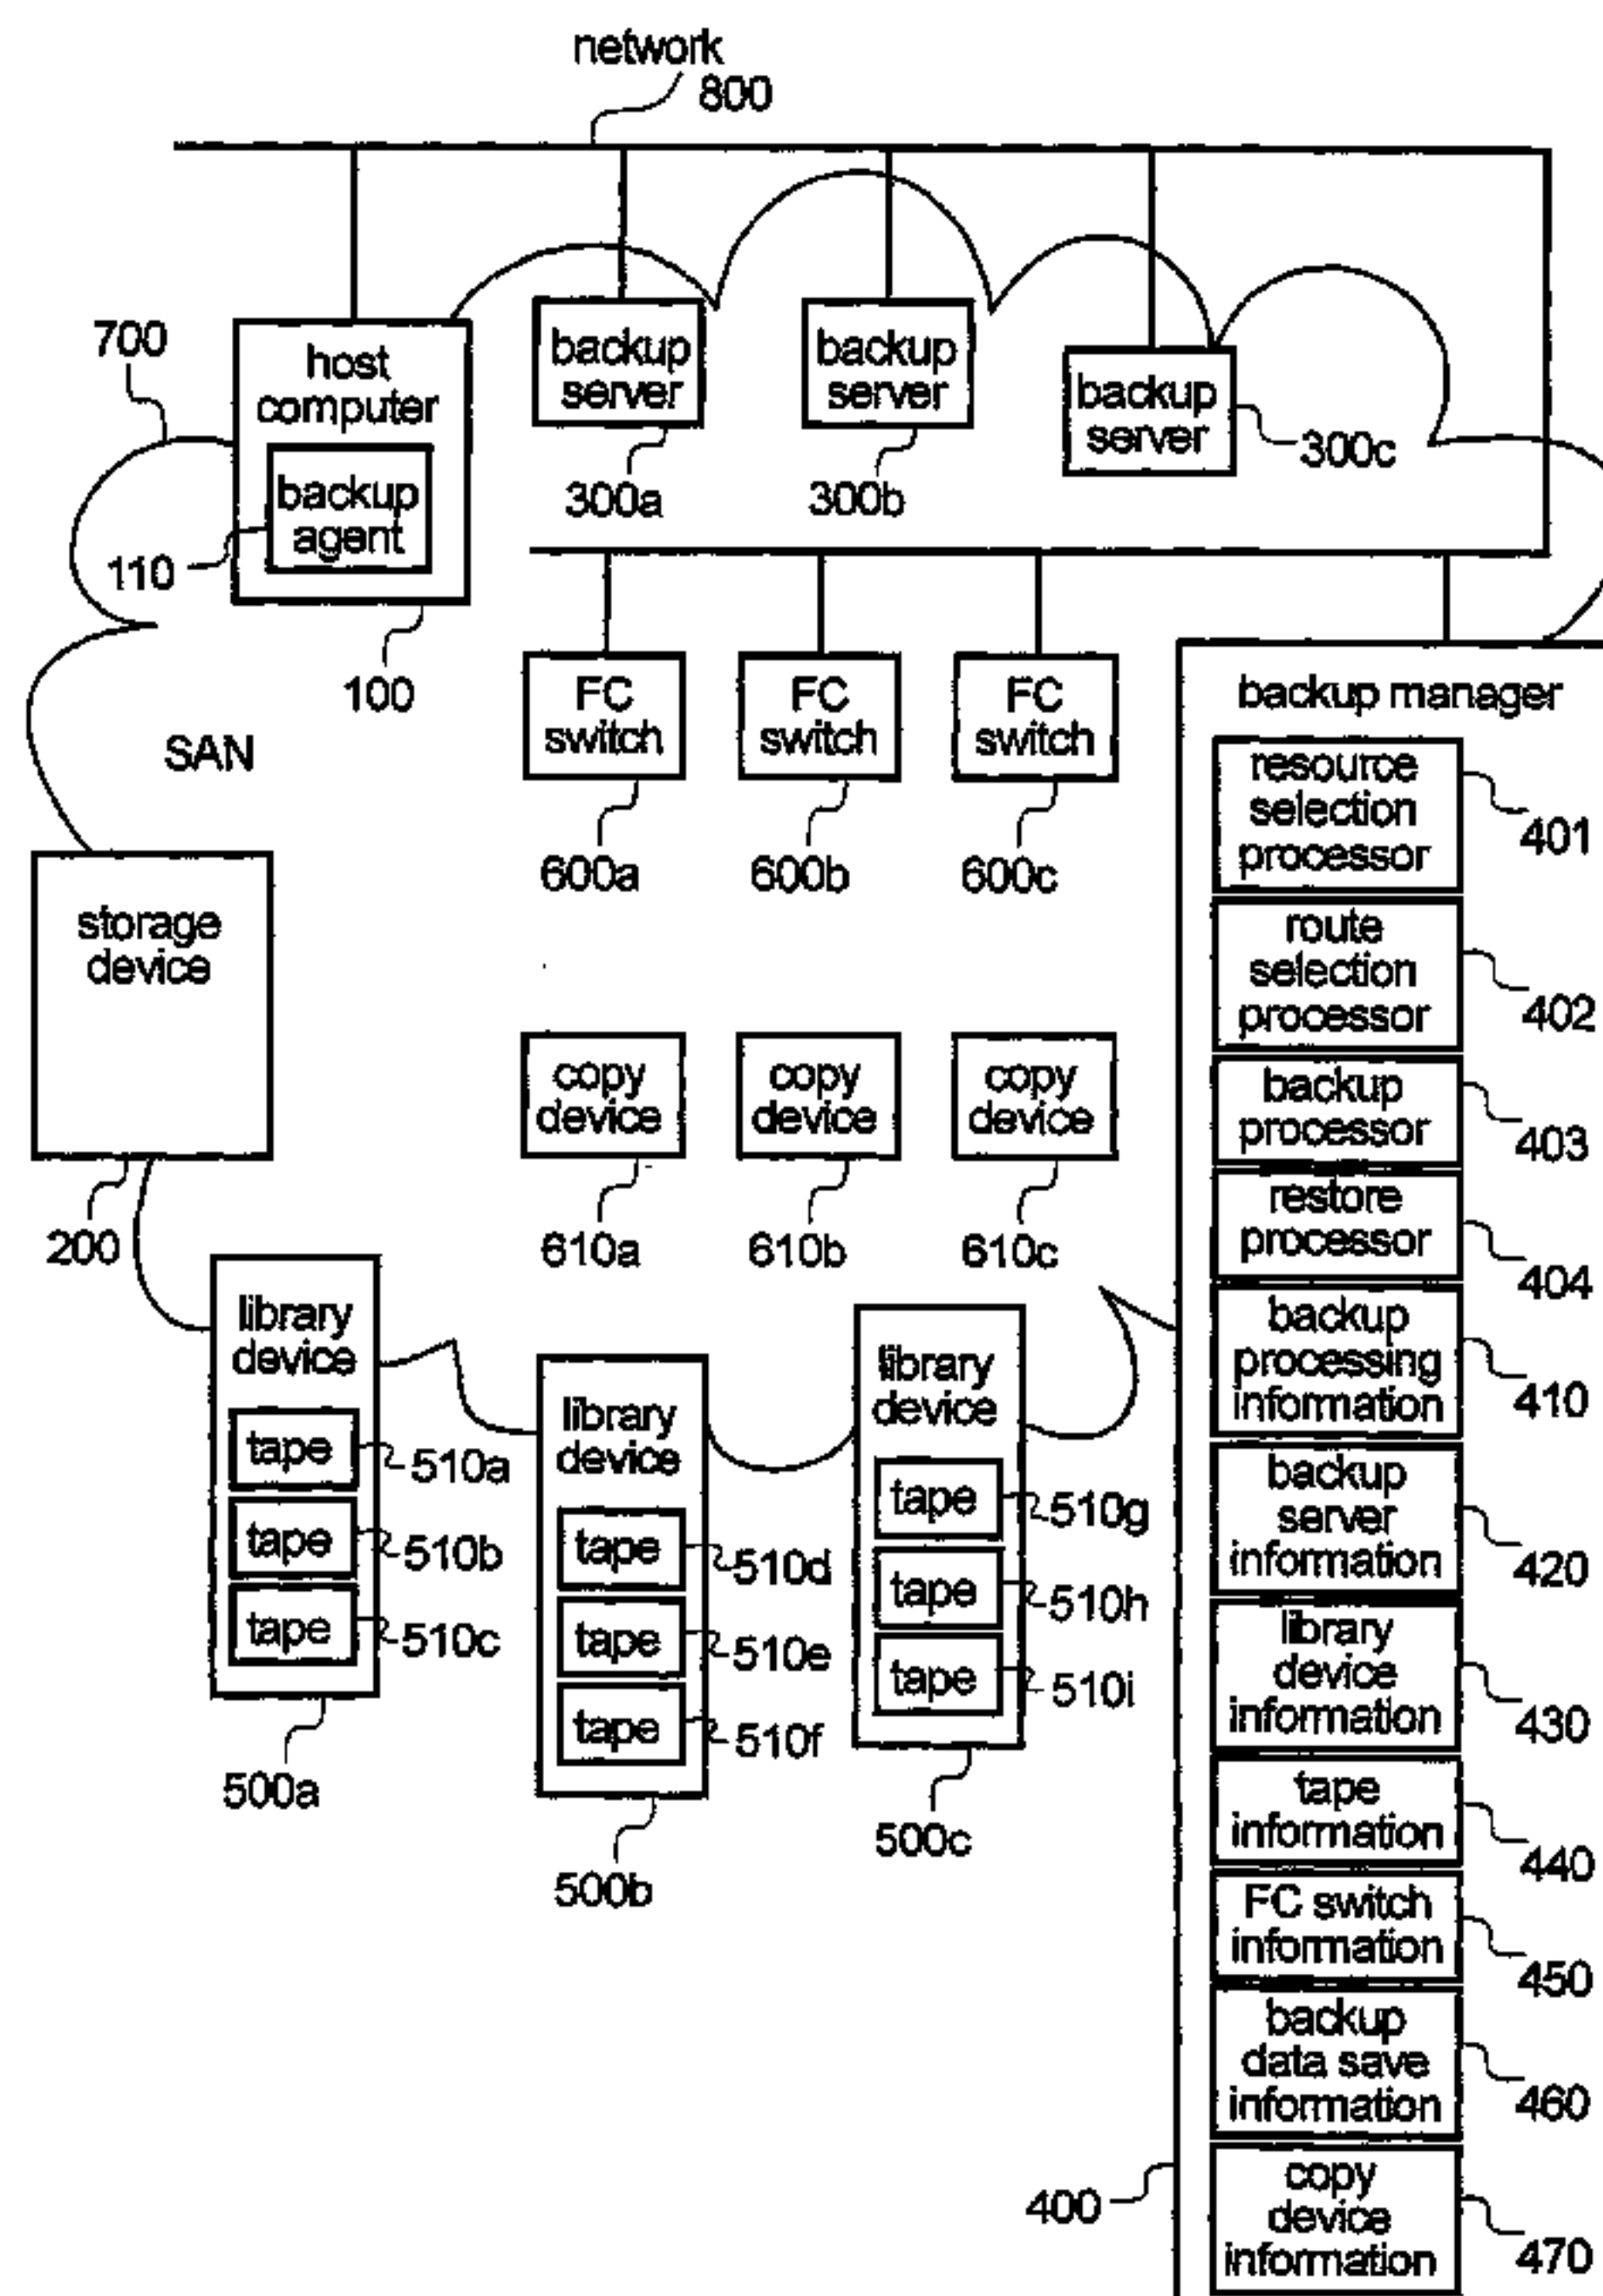 network
800
700
host
computer
backup
agent
110
100
backup
server
300a
backup
server
300b
backup
server
300c
SAN
FC
switch
600a
FC
switch
600b
FC
switch
600c
storage
device
200
copy
device
610a
copy
device
610b
copy
device
610c
library
device
tape
510a
tape
510b
tape
510c
500a
library
device
tape
510d
tape
510e
tape
510f
500b
library
device
tape
510g
tape
510h
tape
510i
500c
backup manager
resource
selection
processor
401
route
selection
processor
402
backup
processor
403
restore
processor
404
backup
processing
information
410
backup
server
information
420
library
device
information
430
tape
information
440
FC switch
information
450
backup
data save
information
460
400
copy
device
information
470